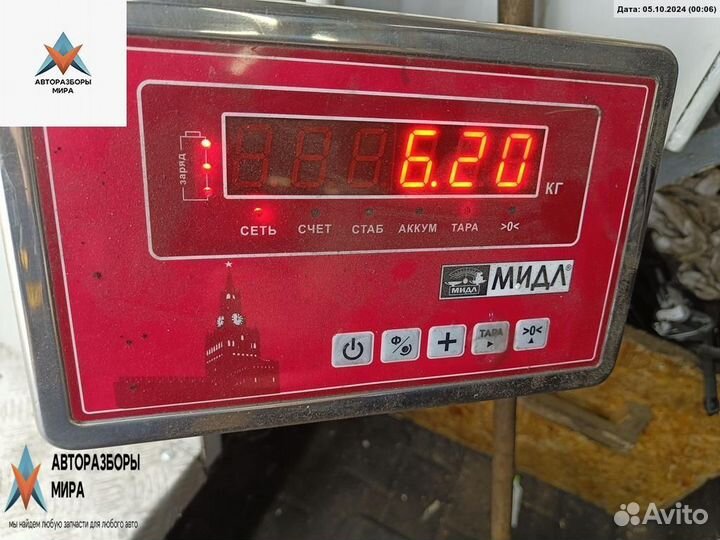 Дата: 05.10.2024 (00:06)
АВТОРАЗБОРЫ
МИРА
заряд
6.20
КГ
СЕТЬ СЧЕТ СТАБ АККУМ ТАРА >0<
МИДЛ
МИДЛ®
Ф/
ТАРА
>0<
АВТОРАЗБОРЫ
МИРА
мы найдем любую запчасти для любого авто
Avito